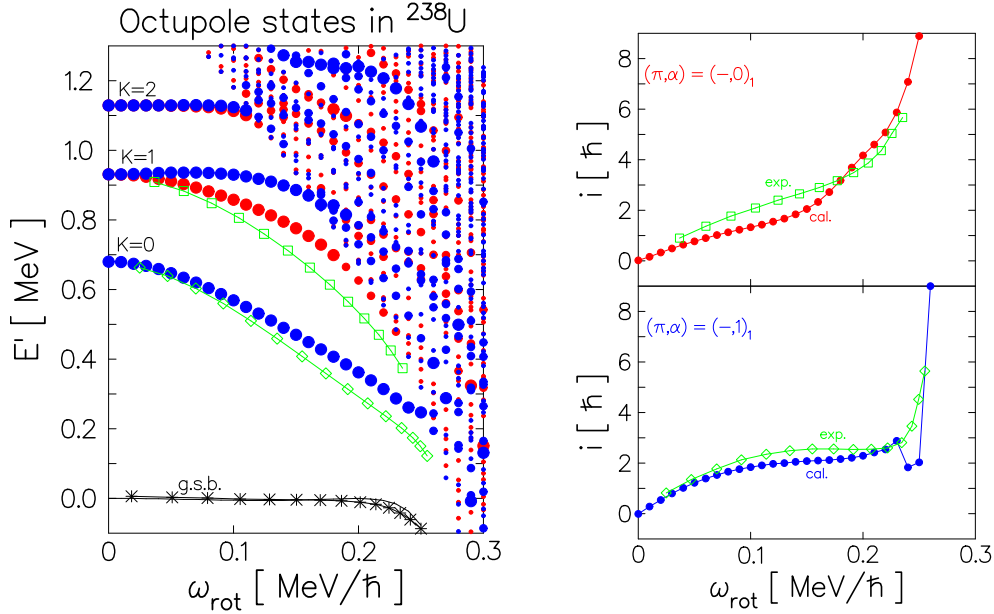 Octupole states in ²³⁸U
1.2
1.0
0.8
0.6
0.4
0.2
0.0
E' [ MeV ]
K=2
K=1
K=0
g.s.b.
0
0.1
0.2
0.3
ω_rot [ MeV/ħ ]
8
6
4
2
0
i [ ħ ]
(π,α) = (-,0)₁
exp.
cal.
8
6
4
2
0
i [ ħ ]
(π,α) = (-,1)₁
exp.
cal.
0
0.1
0.2
0.3
ω_rot [ MeV/ħ ]